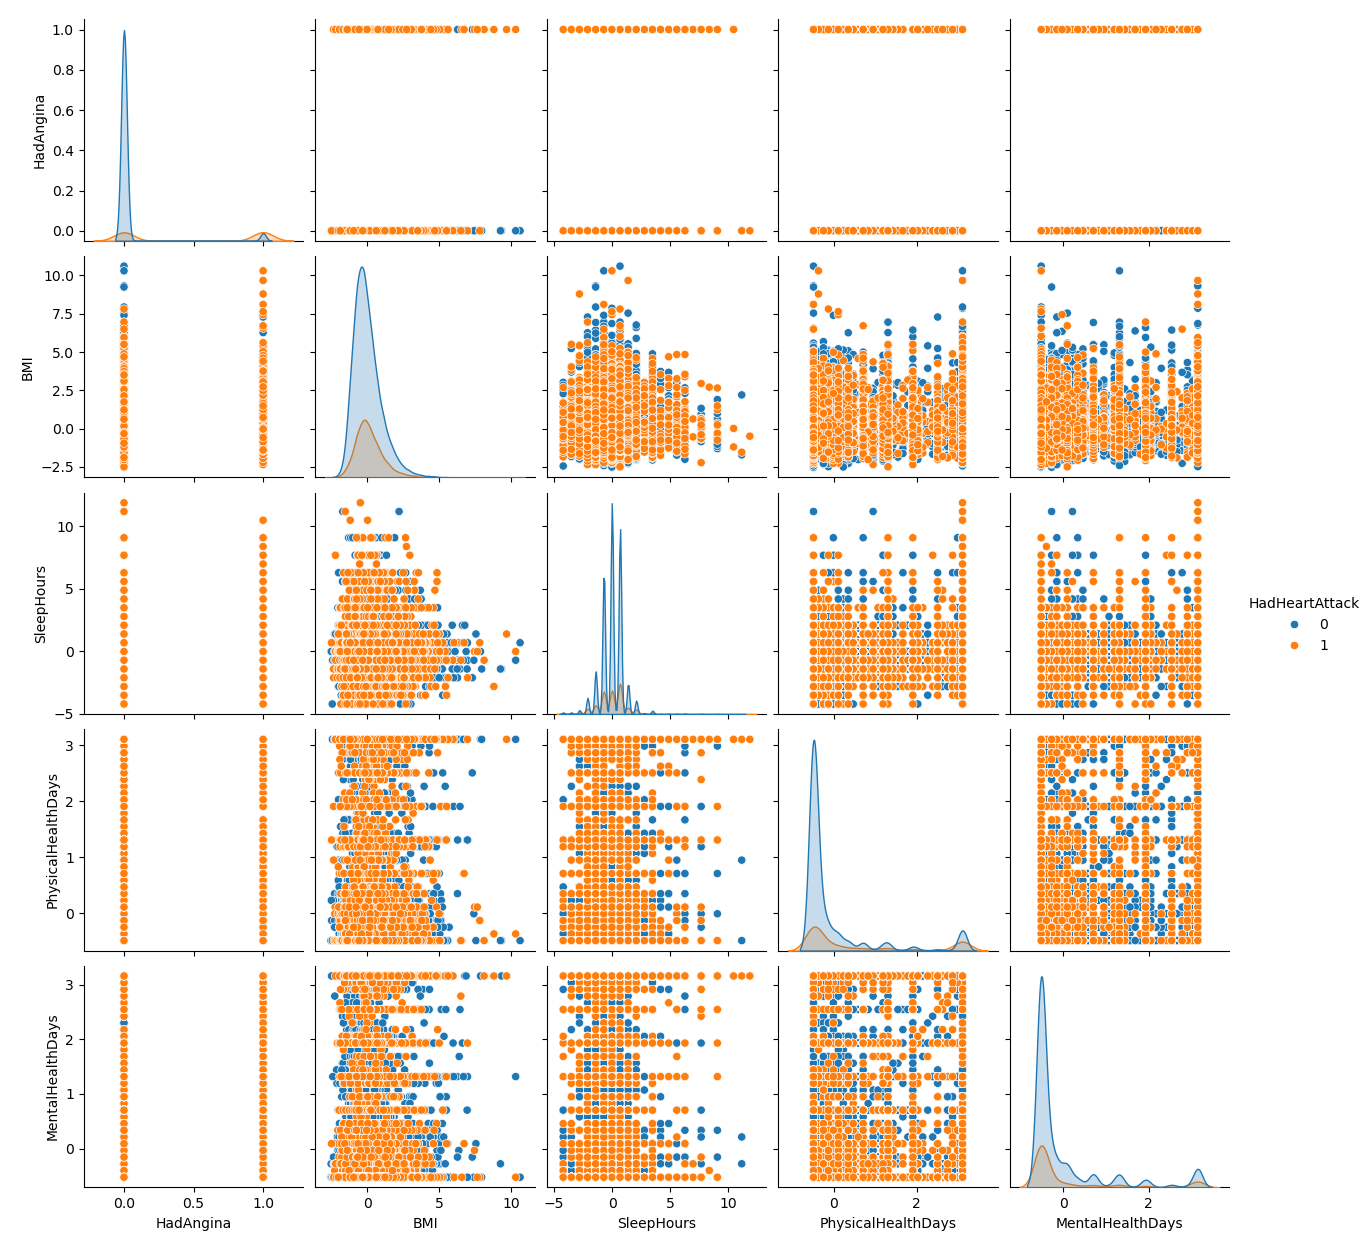 HadAngina
1.0
0.8
0.6
0.4
0.2
0.0
0 5 10
−5 0 5 10
0 2
0 2
BMI
10.0
7.5
5.0
2.5
0.0
−2.5
SleepHours
10
5
0
−5
HadHeartAttack
0
1
PhysicalHealthDays
3
2
1
0
MentalHealthDays
3
2
1
0
0.0 0.5 1.0
HadAngina BMI SleepHours PhysicalHealthDays MentalHealthDays